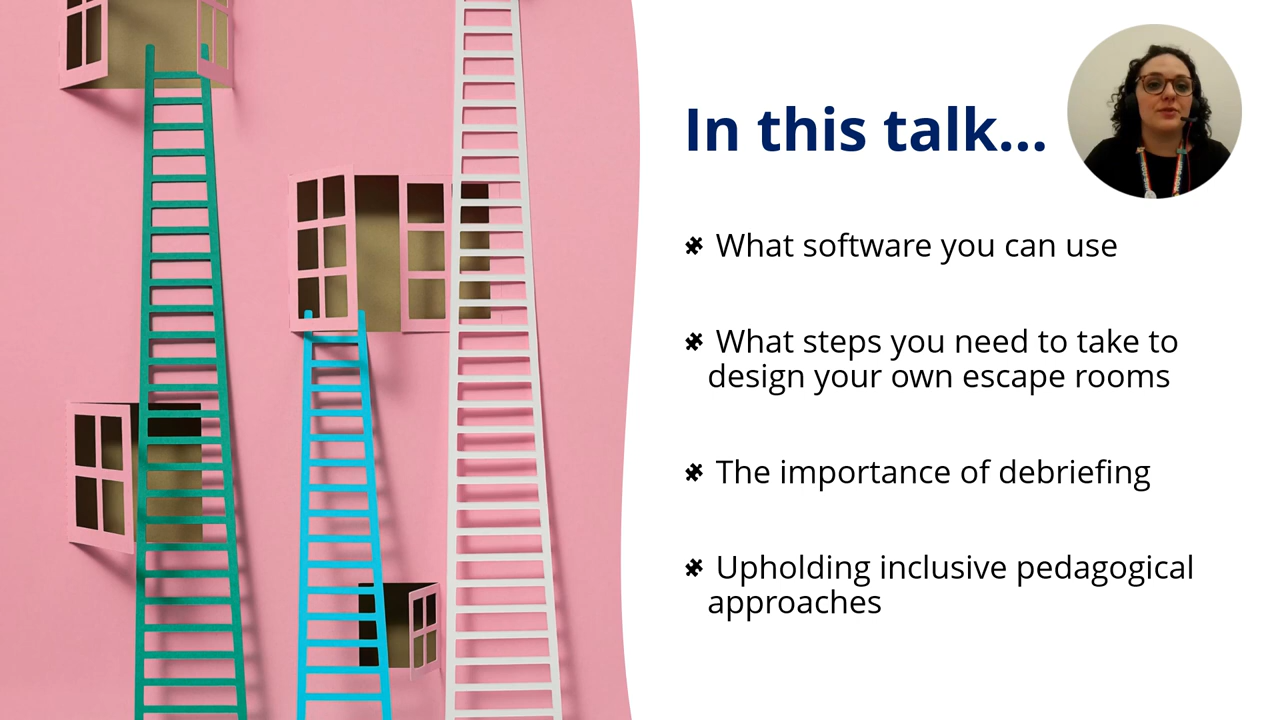 In this talk...
What software you can use
What steps you need to take to
design your own escape rooms
The importance of debriefing
Upholding inclusive pedagogical
approaches